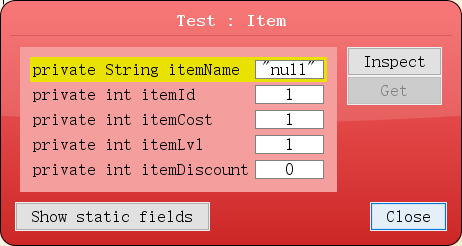 Test : Item
private String itemName "null"
Inspect
private int itemId 1
Get
private int itemCost 1
private int itemLvl 1
private int itemDiscount 0
Show static fields
Close